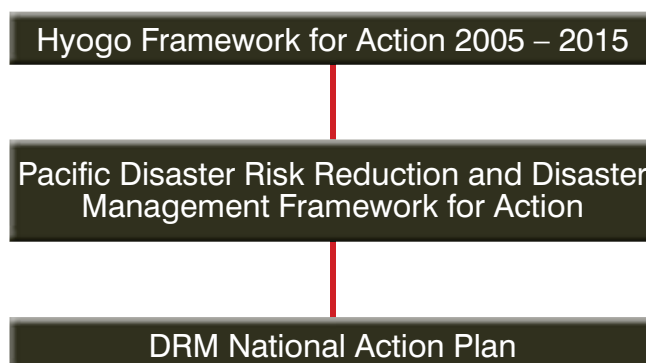 Hyogo Framework for Action 2005 – 2015
Pacific Disaster Risk Reduction and Disaster
Management Framework for Action
DRM National Action Plan